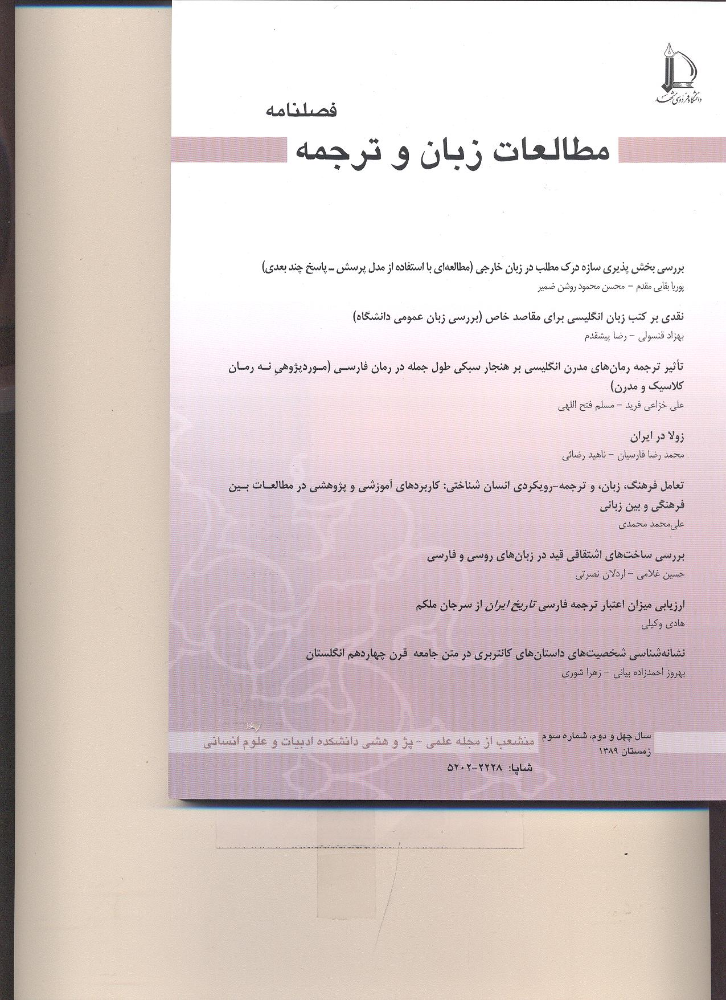 دانشگاه فردوسی مشهد
فصلنامه
مطالعات زبان و ترجمه
بررسی بخش پذیری سازه درک مطلب در زبان خارجی (مطالعه‌ای با استفاده از مدل پرسش ـ پاسخ چند بعدی)
پوریا بقایی مقدم - محسن محمود روشن ضمیر
نقدی بر کتب زبان انگلیسی برای مقاصد خاص (بررسی زبان عمومی دانشگاه)
بهزاد قنسولی - رضا پیشقدم
تأثیر ترجمه رمان‌های مدرن انگلیسی بر هنجار سبکی طول جمله در رمان فارسـی (مـوردپژوهیِ نـه رمـان
کلاسیک و مدرن)
علی خزاعی فرید - مسلم فتح اللهی
زولا در ایران
محمد رضا فارسیان - ناهید رضائی
تعامل فرهنگ، زبان، و ترجمه-رویکردی انسان شناختی: کاربردهای آموزشی و پژوهشی در مطالعـات بـین
فرهنگی و بین زبانی
علی‌محمد محمدی
بررسی ساخت‌های اشتقاقی قید در زبان‌های روسی و فارسی
حسین غلامی - اردلان نصرتی
ارزیابی میزان اعتبار ترجمه فارسی تاریخ ایران از سرجان ملکم
هادی وکیلی
نشانه‌شناسی شخصیت‌های داستان‌های کانتربری در متن جامعه قرن چهاردهم انگلستان
بهروز احمدزاده بیانی - زهرا شوری
سال چهل و دوم، شماره سوم
زمستان ۱۳۸۹
منشعب از مجله علمی - پژ و هشی دانشکده ادبیات و علوم انسانی
شاپا: ۲۲۲۸-۵۲۰۲